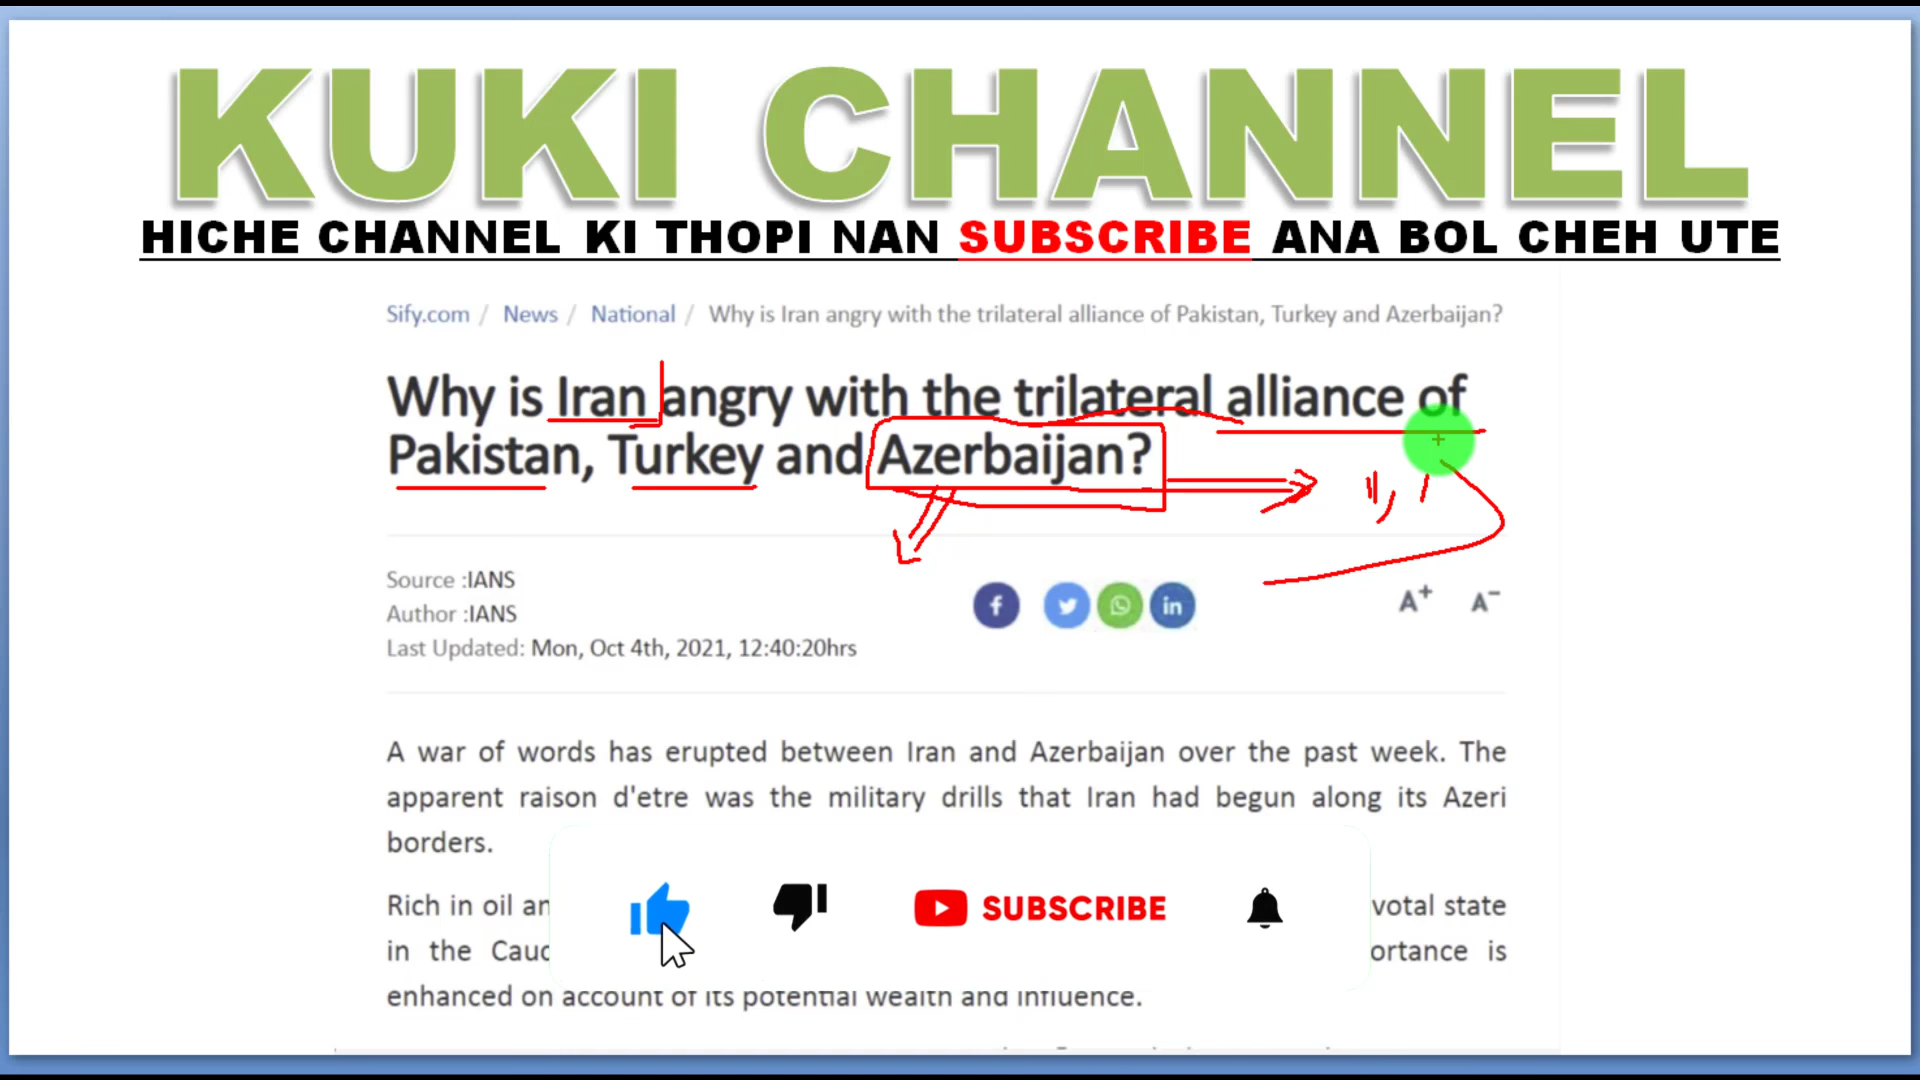 KUKI CHANNEL
HICHE CHANNEL KI THOPI NAN SUBSCRIBE ANA BOL CHEH UTE
Sify.com / News / National / Why is Iran angry with the trilateral alliance of Pakistan, Turkey and Azerbaijan?
Why is Iran angry with the trilateral alliance of
Pakistan, Turkey and Azerbaijan?
Source :IANS
Author :IANS
Last Updated: Mon, Oct 4th, 2021, 12:40:20hrs
A+ A-
A war of words has erupted between Iran and Azerbaijan over the past week. The
apparent raison d'etre was the military drills that Iran had begun along its Azeri
borders.
Rich in oil an votal state
in the Cauc ortance is
enhanced on account of its potential wealth and influence.
SUBSCRIBE